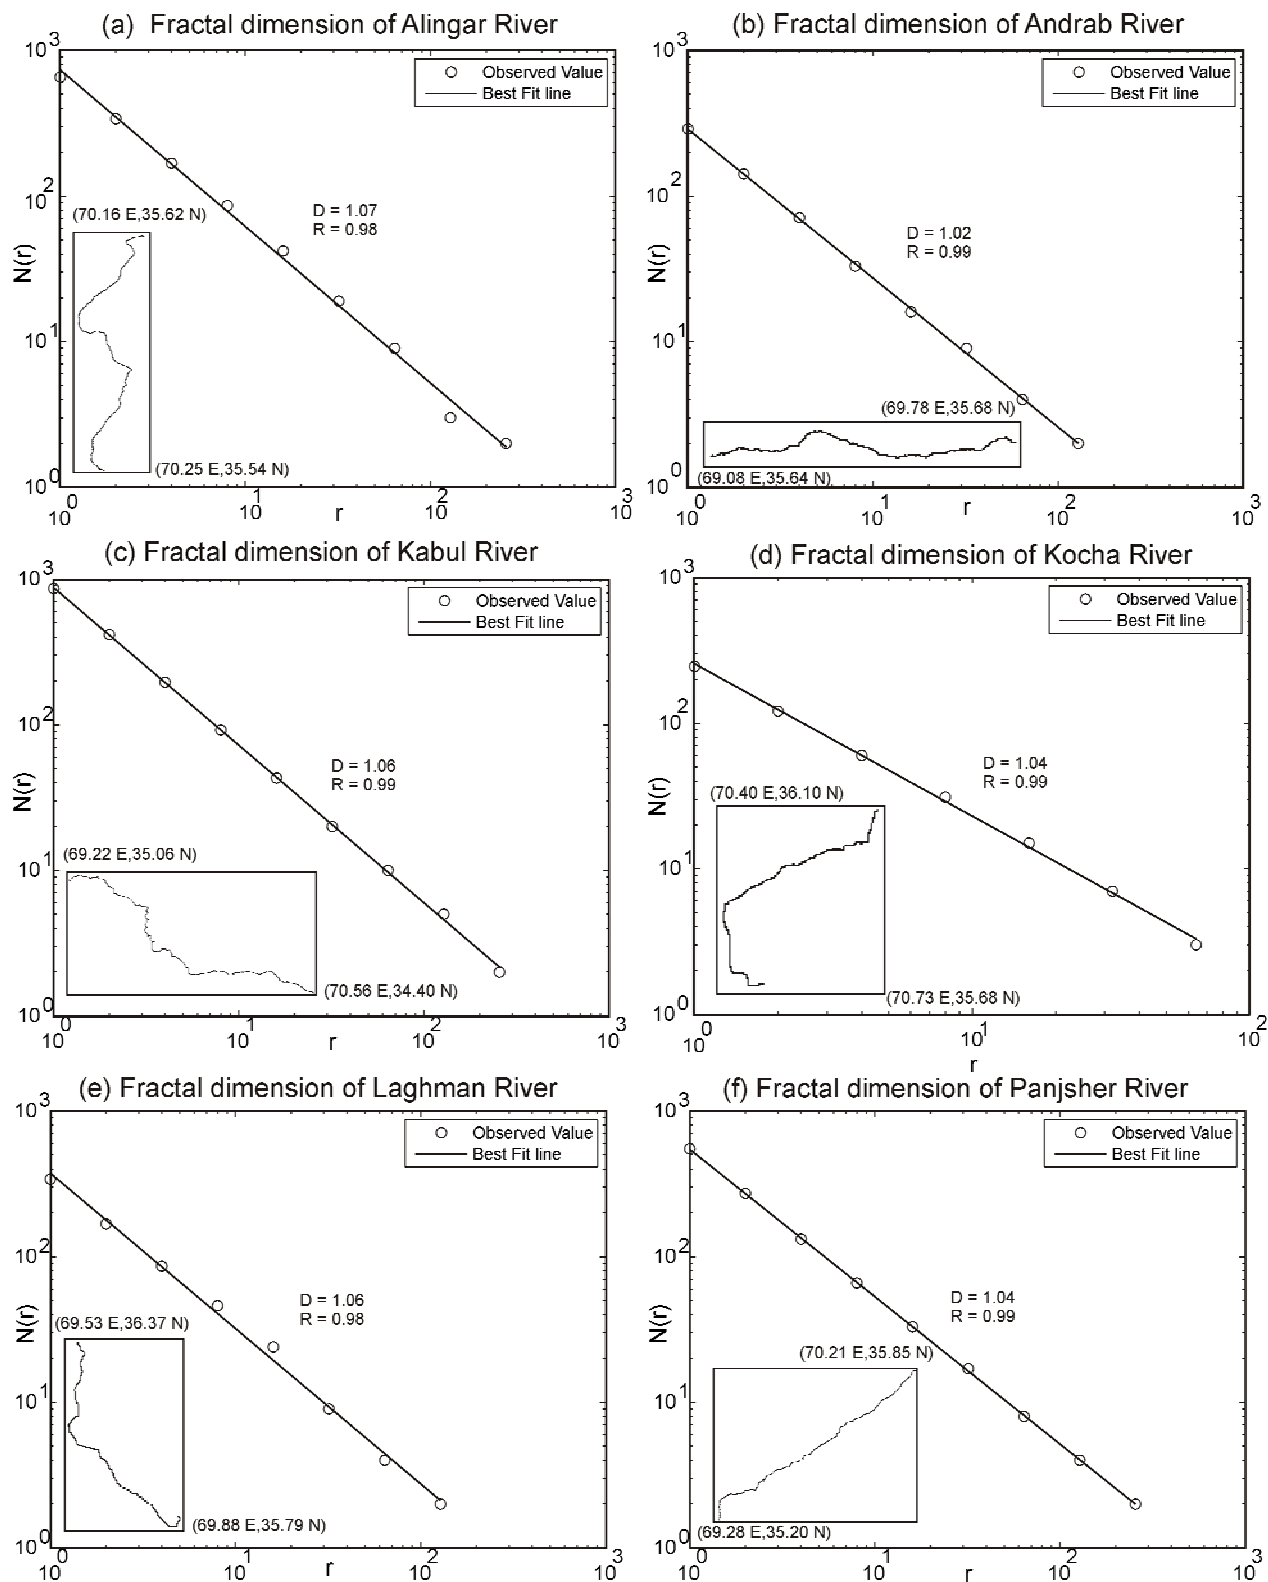 (a) Fractal dimension of Alingar River
10^3
Observed Value
Best Fit line
10^2
(70.16 E,35.62 N)
D = 1.07
R = 0.98
N(r)
10^1
(70.25 E,35.54 N)
10^0
10^0
10^1
r
10^2
10^3
(b) Fractal dimension of Andrab River
10^3
Observed Value
Best Fit line
10^2
D = 1.02
R = 0.99
N(r)
10^1
(69.78 E,35.68 N)
(69.08 E,35.64 N)
10^0
10^0
10^1
r
10^2
10^3
(c) Fractal dimension of Kabul River
10^3
Observed Value
Best Fit line
10^2
D = 1.06
R = 0.99
N(r)
(69.22 E,35.06 N)
10^1
(70.56 E,34.40 N)
10^0
10^0
10^1
r
10^2
10^3
(d) Fractal dimension of Kocha River
10^3
Observed Value
Best Fit line
10^2
D = 1.04
R = 0.99
N(r)
(70.40 E,36.10 N)
10^1
(70.73 E,35.68 N)
10^0
10^0
10^1
r
10^2
(e) Fractal dimension of Laghman River
10^3
Observed Value
Best Fit line
10^2
D = 1.06
R = 0.98
N(r)
(69.53 E,36.37 N)
10^1
(69.88 E,35.79 N)
10^0
10^0
10^1
r
10^2
10^3
(f) Fractal dimension of Panjsher River
10^3
Observed Value
Best Fit line
10^2
D = 1.04
R = 0.99
N(r)
(70.21 E,35.85 N)
10^1
(69.28 E,35.20 N)
10^0
10^0
10^1
r
10^2
10^3